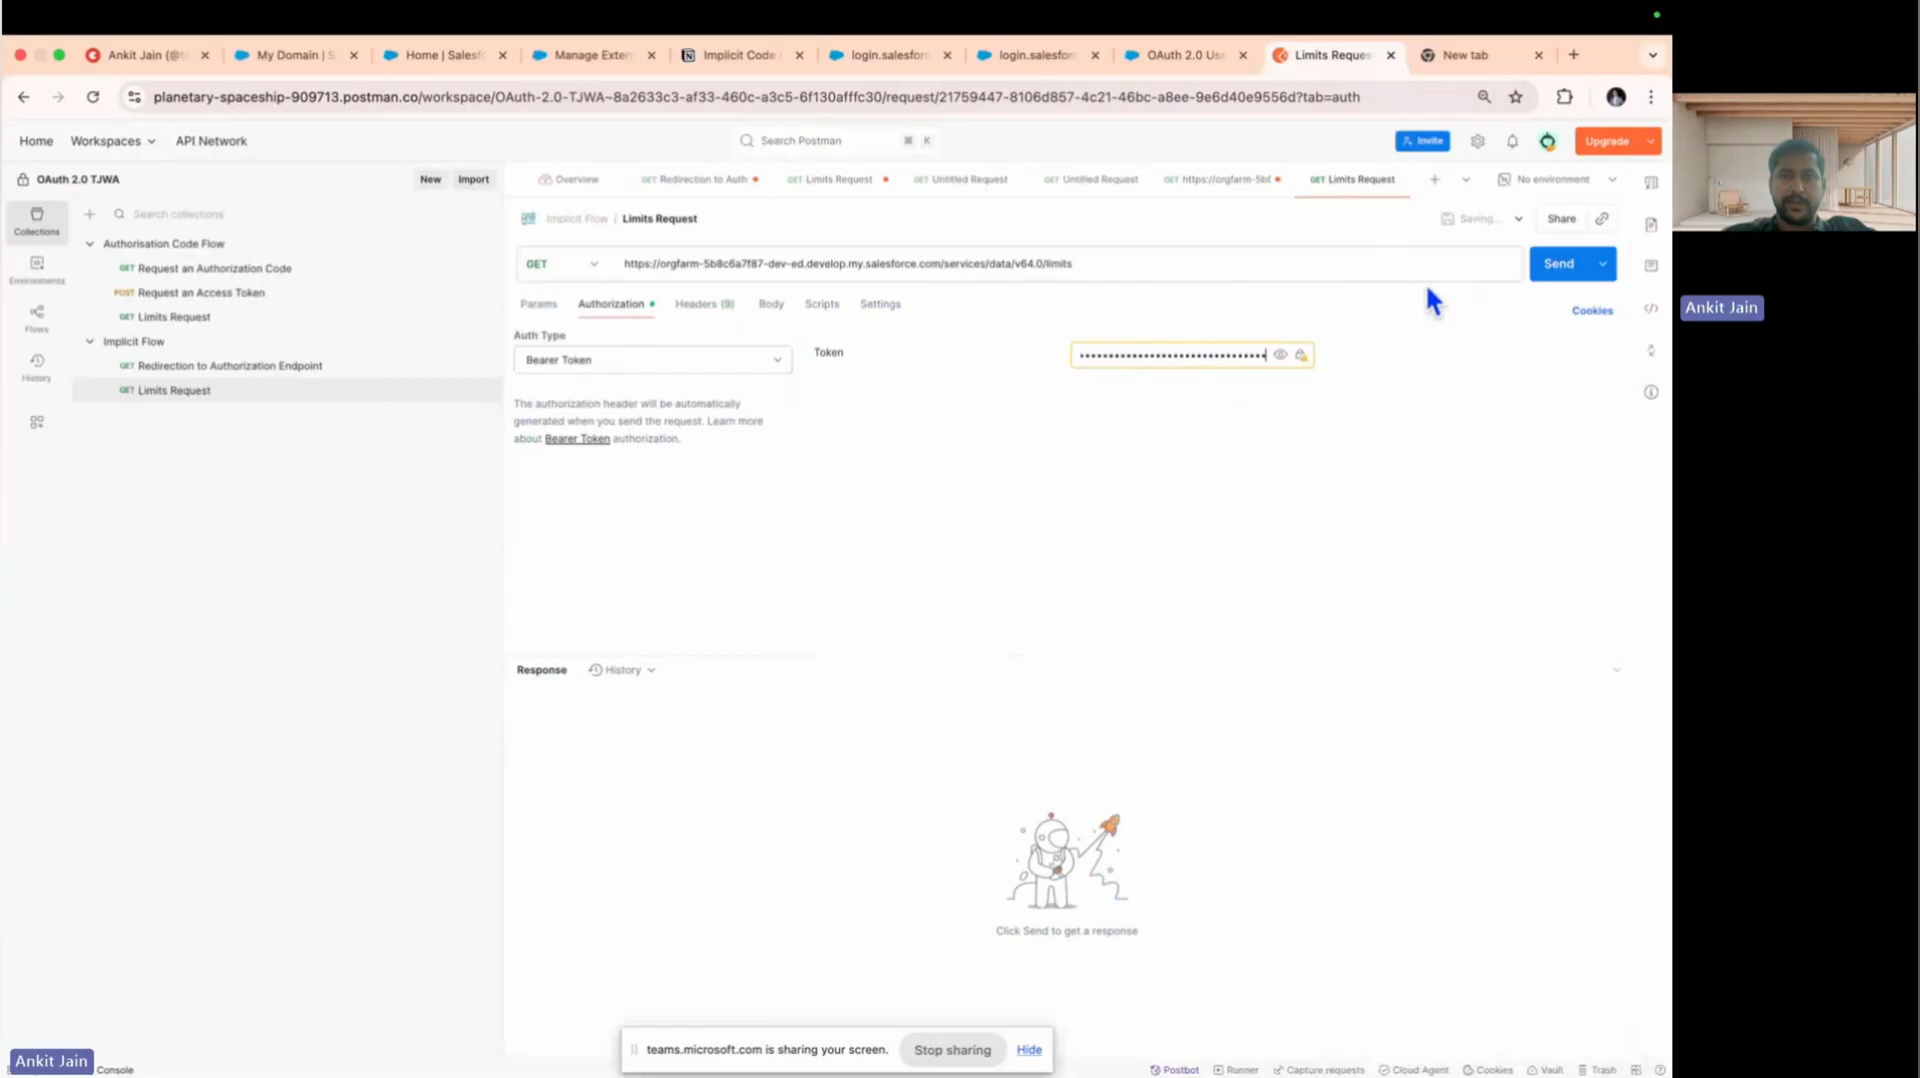 Ankit Jain (@t
My Domain | S
Home | Salesf
Manage Extern
Implicit Code
login.salesforc
login.salesforc
OAuth 2.0 Use
Limits Reques
New tab
planetary-spaceship-909713.postman.co/workspace/OAuth-2.0-TJWA~8a2633c3-af33-460c-a3c5-6f130afffc30/request/21759447-8106d857-4c21-46bc-a8ee-9e6d40e9556d?tab=auth
Home Workspaces API Network
Search Postman ⌘ K
Invite
Upgrade
OAuth 2.0 TJWA
New Import
Overview
GET Redirection to Auth
GET Limits Request
GET Untitled Request
GET Untitled Request
GET https://orgfarm-5b8
GET Limits Request
No environment
Collections
Environments
Flows
History
Search collections
Authorisation Code Flow
GET Request an Authorization Code
POST Request an Access Token
GET Limits Request
Implicit Flow
GET Redirection to Authorization Endpoint
GET Limits Request
Implicit Flow / Limits Request
Saving...
Share
GET
https://orgfarm-5b8c6a7f87-dev-ed.develop.my.salesforce.com/services/data/v64.0/limits
Send
Params Authorization Headers (9) Body Scripts Settings
Cookies
Auth Type
Bearer Token
Token
The authorization header will be automatically
generated when you send the request. Learn more
about Bearer Token authorization.
Response History
Click Send to get a response
teams.microsoft.com is sharing your screen.
Stop sharing
Hide
Ankit Jain
Console
Postbot Runner Capture requests Cloud Agent Cookies Vault Trash
Ankit Jain